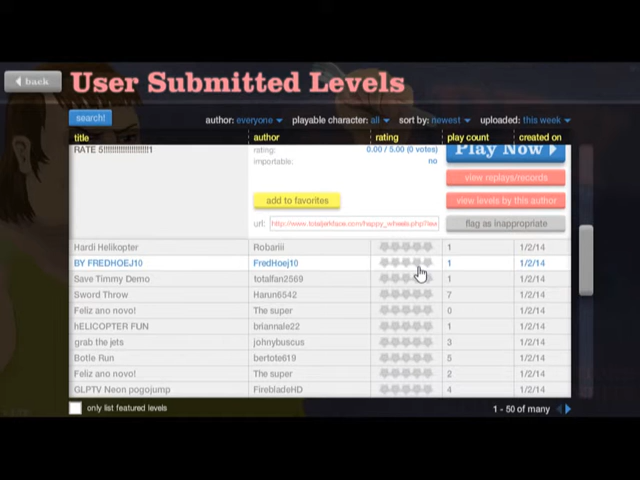 back
User Submitted Levels
search!
author: everyone playable character: all sort by: newest uploaded: this week
title author rating play count created on
RATE 5!!!!!!!!!!!!!!!!!!!!!!!1
rating: 0.00 / 5.00 (0 votes)
importable: no
Play Now
view replays/records
add to favorites
view levels by this author
url:
flag as inappropriate
Hardi Helikopter Robariii 1 1/2/14
BY FREDHOEJ10 FredHoej10 1 1/2/14
Save Timmy Demo totalfan2569 1 1/2/14
Sword Throw Harun6542 7 1/2/14
Feliz ano novo! The super 0 1/2/14
hELICOPTER FUN briannale22 1 1/2/14
grab the jets johnybuscus 3 1/2/14
Botle Run bertote619 5 1/2/14
Feliz ano novo! The super 2 1/2/14
GLPTV Neon pogojump FirebladeHD 4 1/2/14
only list featured levels 1 - 50 of many